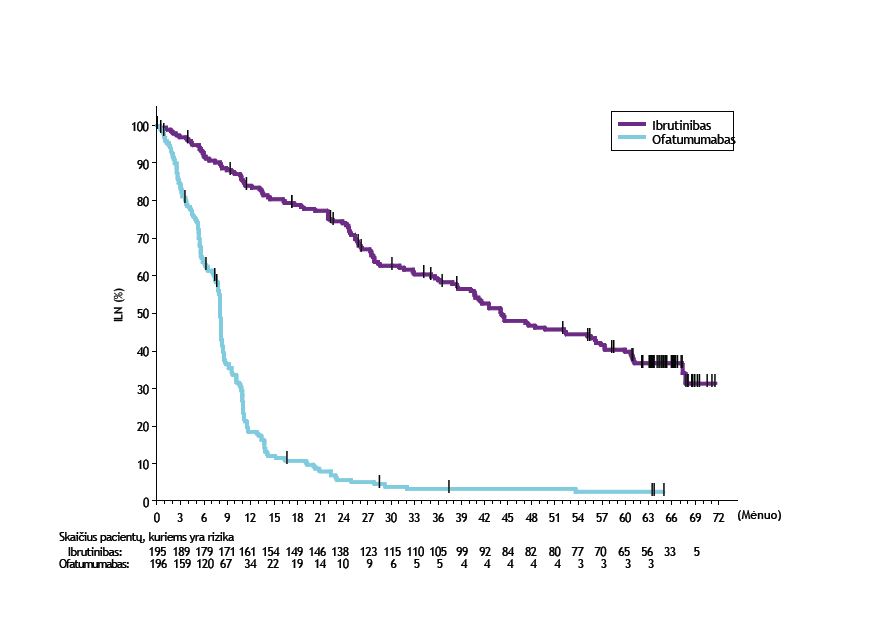 Ibrutinibas
Ofatumumabas
100
90
80
70
60
50
40
30
20
10
0
ILN (%)
0 3 6 9 12 15 18 21 24 27 30 33 36 39 42 45 48 51 54 57 60 63 66 69 72 (Mėnuo)
Skaičius pacientų, kuriems yra rizika
Ibrutinibas: 195 189 179 171 161 154 149 146 138 123 115 110 105 99 92 84 82 80 77 70 65 56 33 5
Ofatumumabas: 196 159 120 67 34 22 19 14 10 9 6 5 5 4 4 4 4 4 3 3 3 3